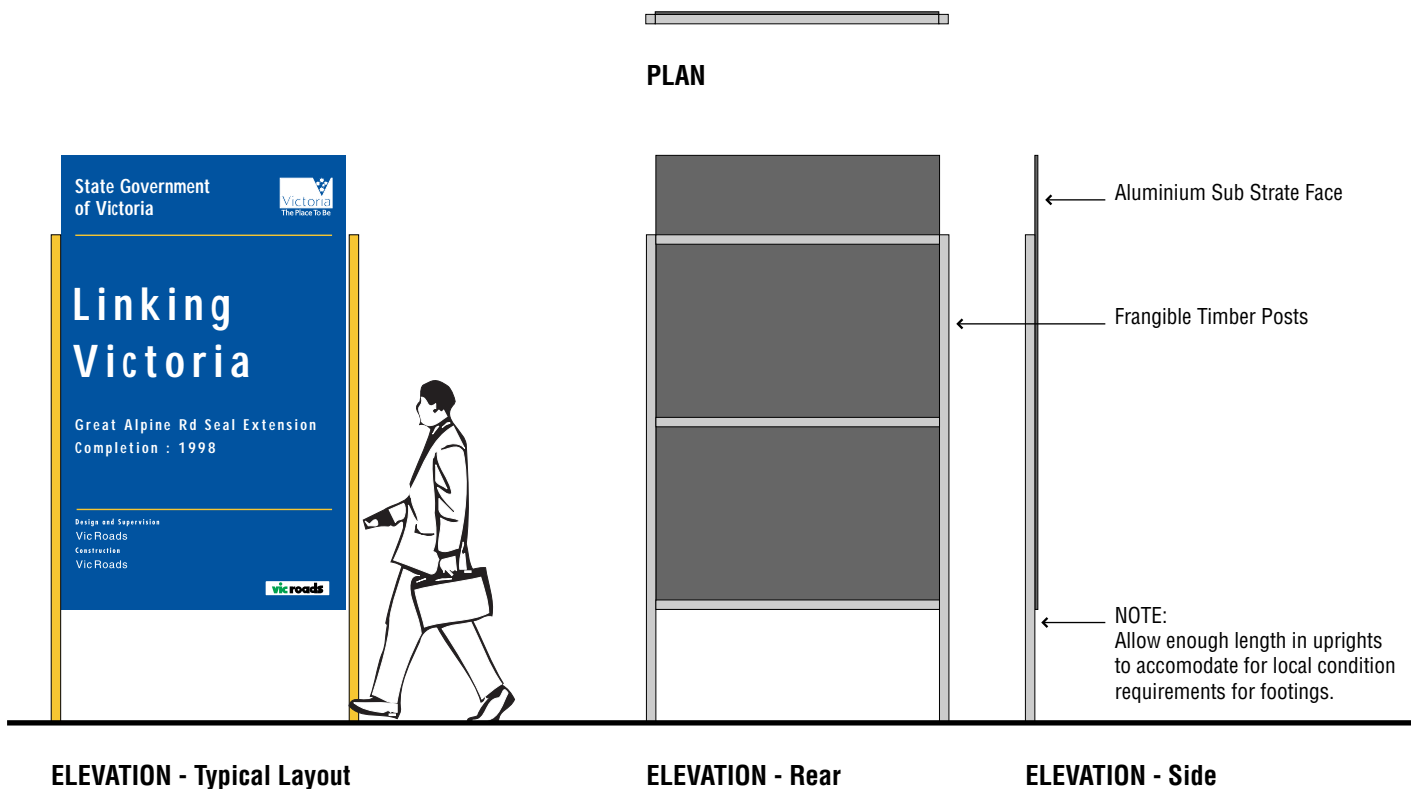 PLAN
State Government
of Victoria
Victoria
The Place To Be
Linking
Victoria
Great Alpine Rd Seal Extension
Completion : 1998
Design and Supervision
Vic Roads
Construction
Vic Roads
vic roads
Aluminium Sub Strate Face
Frangible Timber Posts
NOTE:
Allow enough length in uprights
to accomodate for local condition
requirements for footings.
ELEVATION - Typical Layout
ELEVATION - Rear
ELEVATION - Side